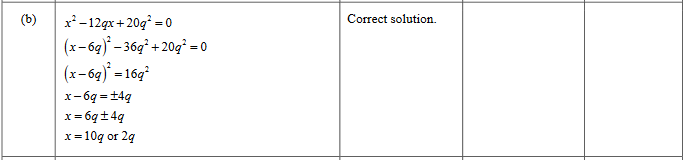 (b) x² – 12qx + 20q² = 0 Correct solution.
(x – 6q)² – 36q² + 20q² = 0
(x – 6q)² = 16q²
x – 6q = ±4q
x = 6q ± 4q
x = 10q or 2q